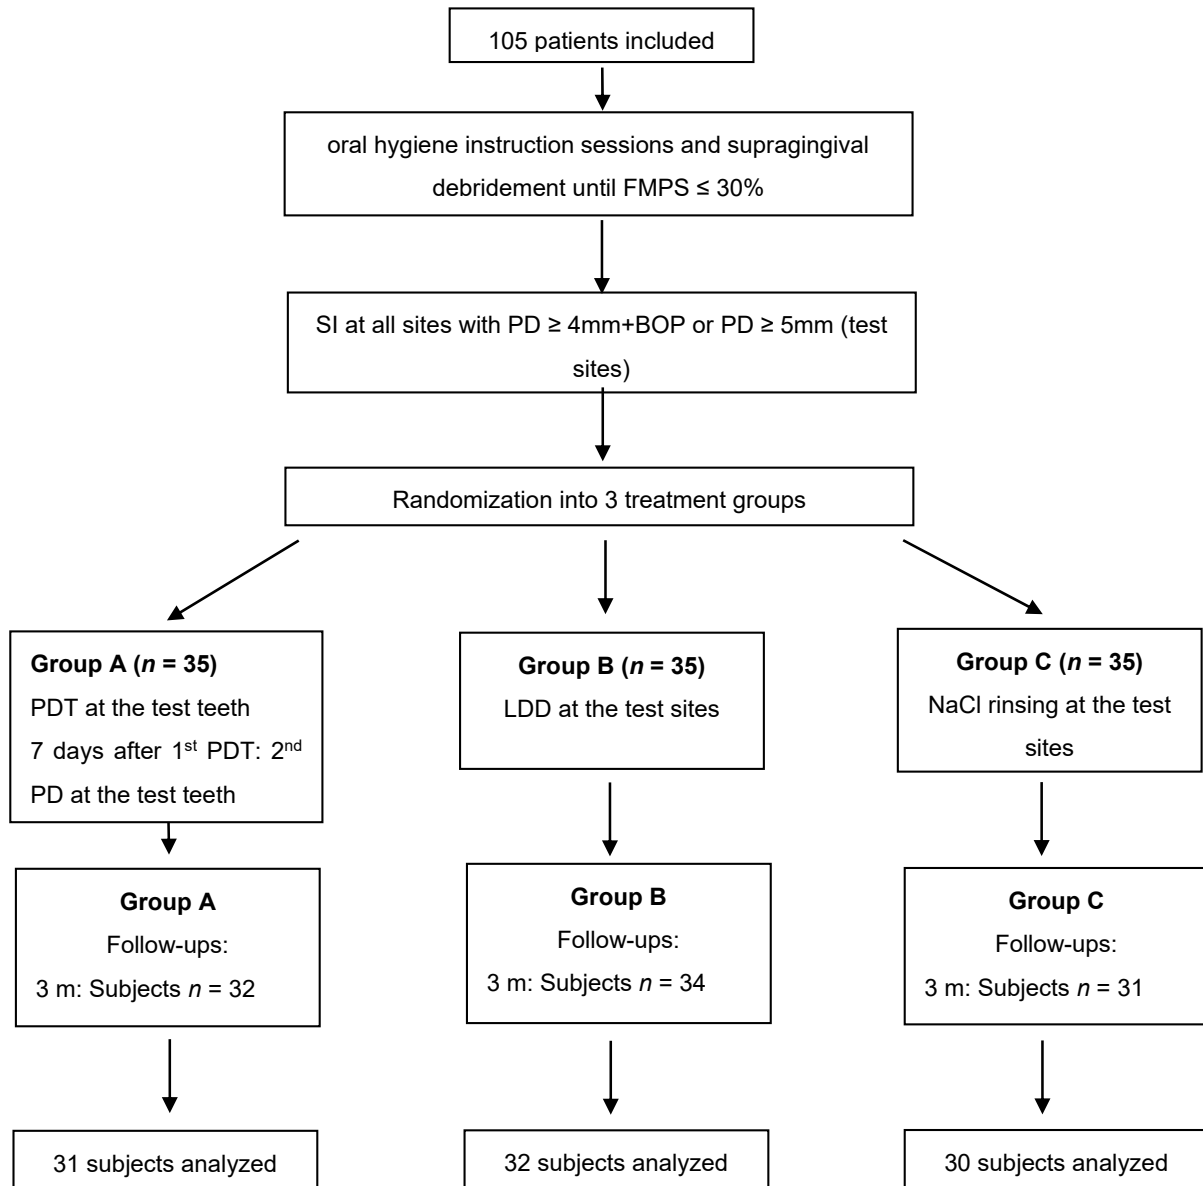 105 patients included
oral hygiene instruction sessions and supragingival
debridement until FMPS ≤ 30%
SI at all sites with PD ≥ 4mm+BOP or PD ≥ 5mm (test
sites)
Randomization into 3 treatment groups
Group A (n = 35)
PDT at the test teeth
7 days after 1st PDT: 2nd
PD at the test teeth
Group B (n = 35)
LDD at the test sites
Group C (n = 35)
NaCl rinsing at the test
sites
Group A
Follow-ups:
3 m: Subjects n = 32
Group B
Follow-ups:
3 m: Subjects n = 34
Group C
Follow-ups:
3 m: Subjects n = 31
31 subjects analyzed
32 subjects analyzed
30 subjects analyzed